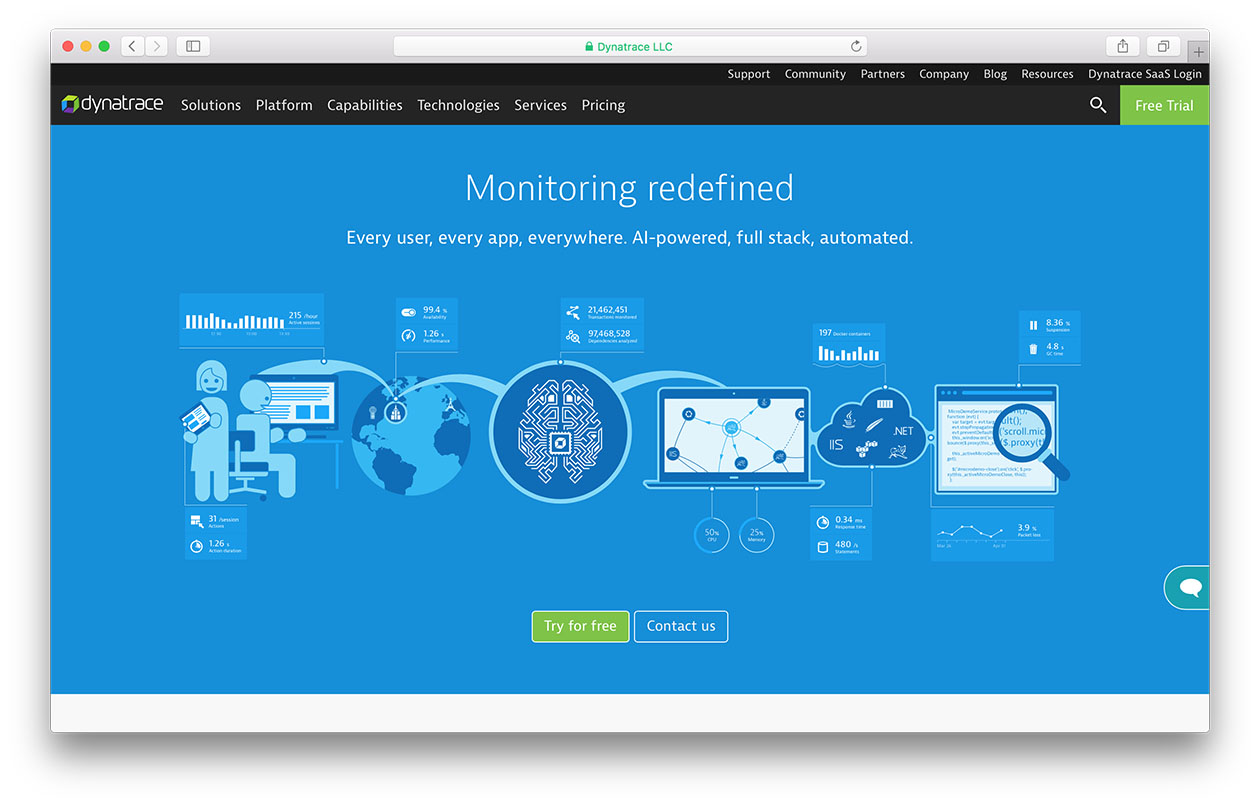 Dynatrace LLC
Support Community Partners Company Blog Resources Dynatrace SaaS Login
dynatrace Solutions Platform Capabilities Technologies Services Pricing Free Trial
Monitoring redefined
Every user, every app, everywhere. AI-powered, full stack, automated.
215 /hour
Active sessions
99.4 %
Availability
1.26 s
Performance
21,462,451
Transactions monitored
97,468,528
Dependencies analyzed
197 Docker containers
8.36 %
Suspension
4.8 s
GC time
IIS
.NET
31 /session
Actions
1.26 s
Action duration
50%
CPU
25%
Memory
0.34 ms
Response time
480 /s
Statements
3.9 %
Packet loss
Try for free Contact us